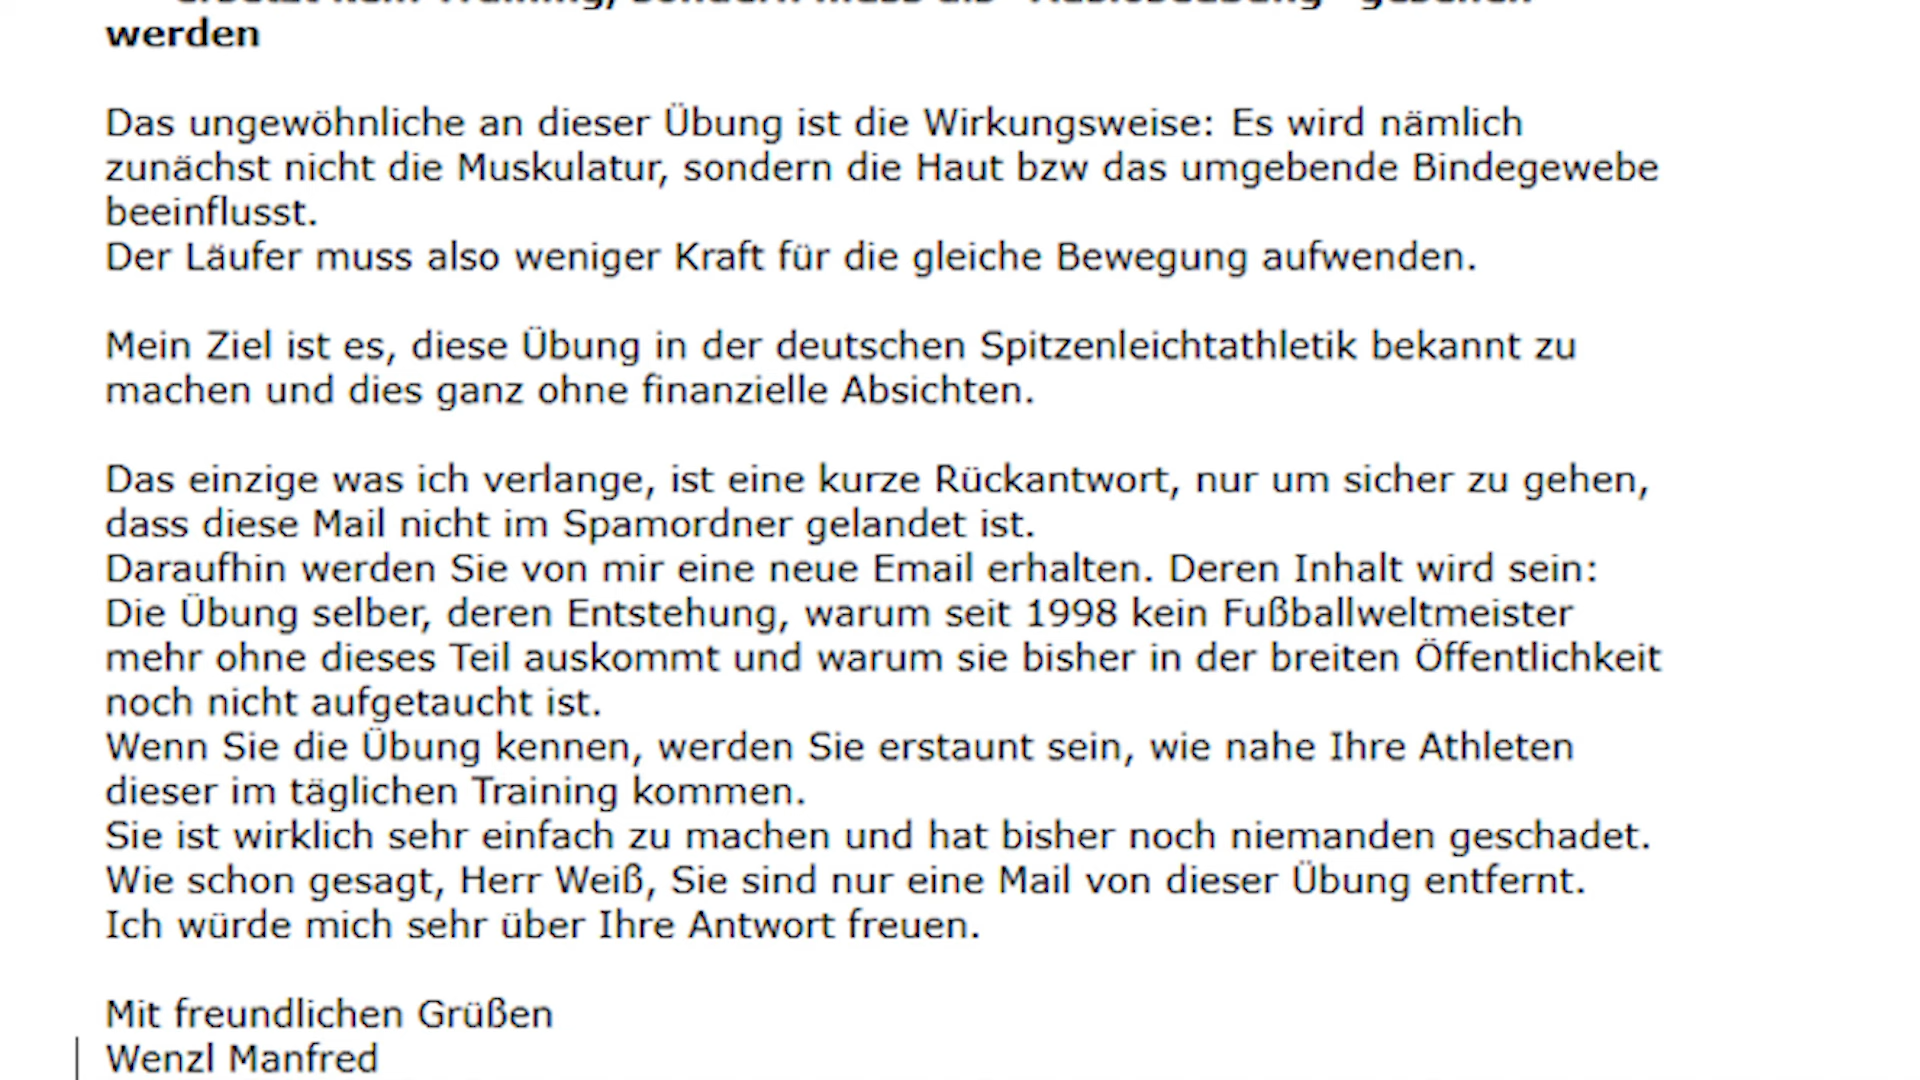 ersetzt kein Training, sondern muss als
werden
Das ungewöhnliche an dieser Übung ist die Wirkungsweise: Es wird nämlich
zunächst nicht die Muskulatur, sondern die Haut bzw das umgebende Bindegewebe
beeinflusst.
Der Läufer muss also weniger Kraft für die gleiche Bewegung aufwenden.
Mein Ziel ist es, diese Übung in der deutschen Spitzenleichtathletik bekannt zu
machen und dies ganz ohne finanzielle Absichten.
Das einzige was ich verlange, ist eine kurze Rückantwort, nur um sicher zu gehen,
dass diese Mail nicht im Spamordner gelandet ist.
Daraufhin werden Sie von mir eine neue Email erhalten. Deren Inhalt wird sein:
Die Übung selber, deren Entstehung, warum seit 1998 kein Fußballweltmeister
mehr ohne dieses Teil auskommt und warum sie bisher in der breiten Öffentlichkeit
noch nicht aufgetaucht ist.
Wenn Sie die Übung kennen, werden Sie erstaunt sein, wie nahe Ihre Athleten
dieser im täglichen Training kommen.
Sie ist wirklich sehr einfach zu machen und hat bisher noch niemanden geschadet.
Wie schon gesagt, Herr Weiß, Sie sind nur eine Mail von dieser Übung entfernt.
Ich würde mich sehr über Ihre Antwort freuen.
Mit freundlichen Grüßen
Wenzl Manfred